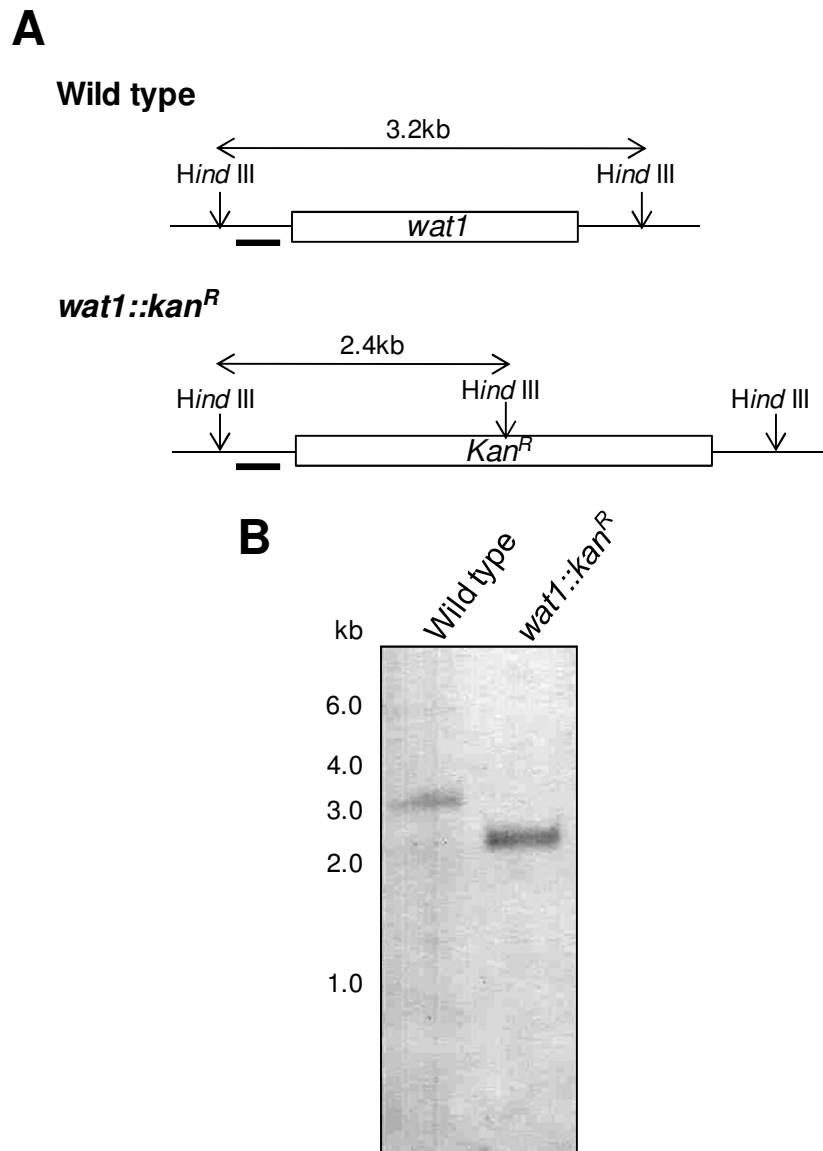 A
Wild type
3.2kb
Hind III Hind III
wat1
wat1::kanR
2.4kb
Hind III Hind III Hind III
KanR
B
Wild type wat1::kanR
kb
6.0
4.0
3.0
2.0
1.0